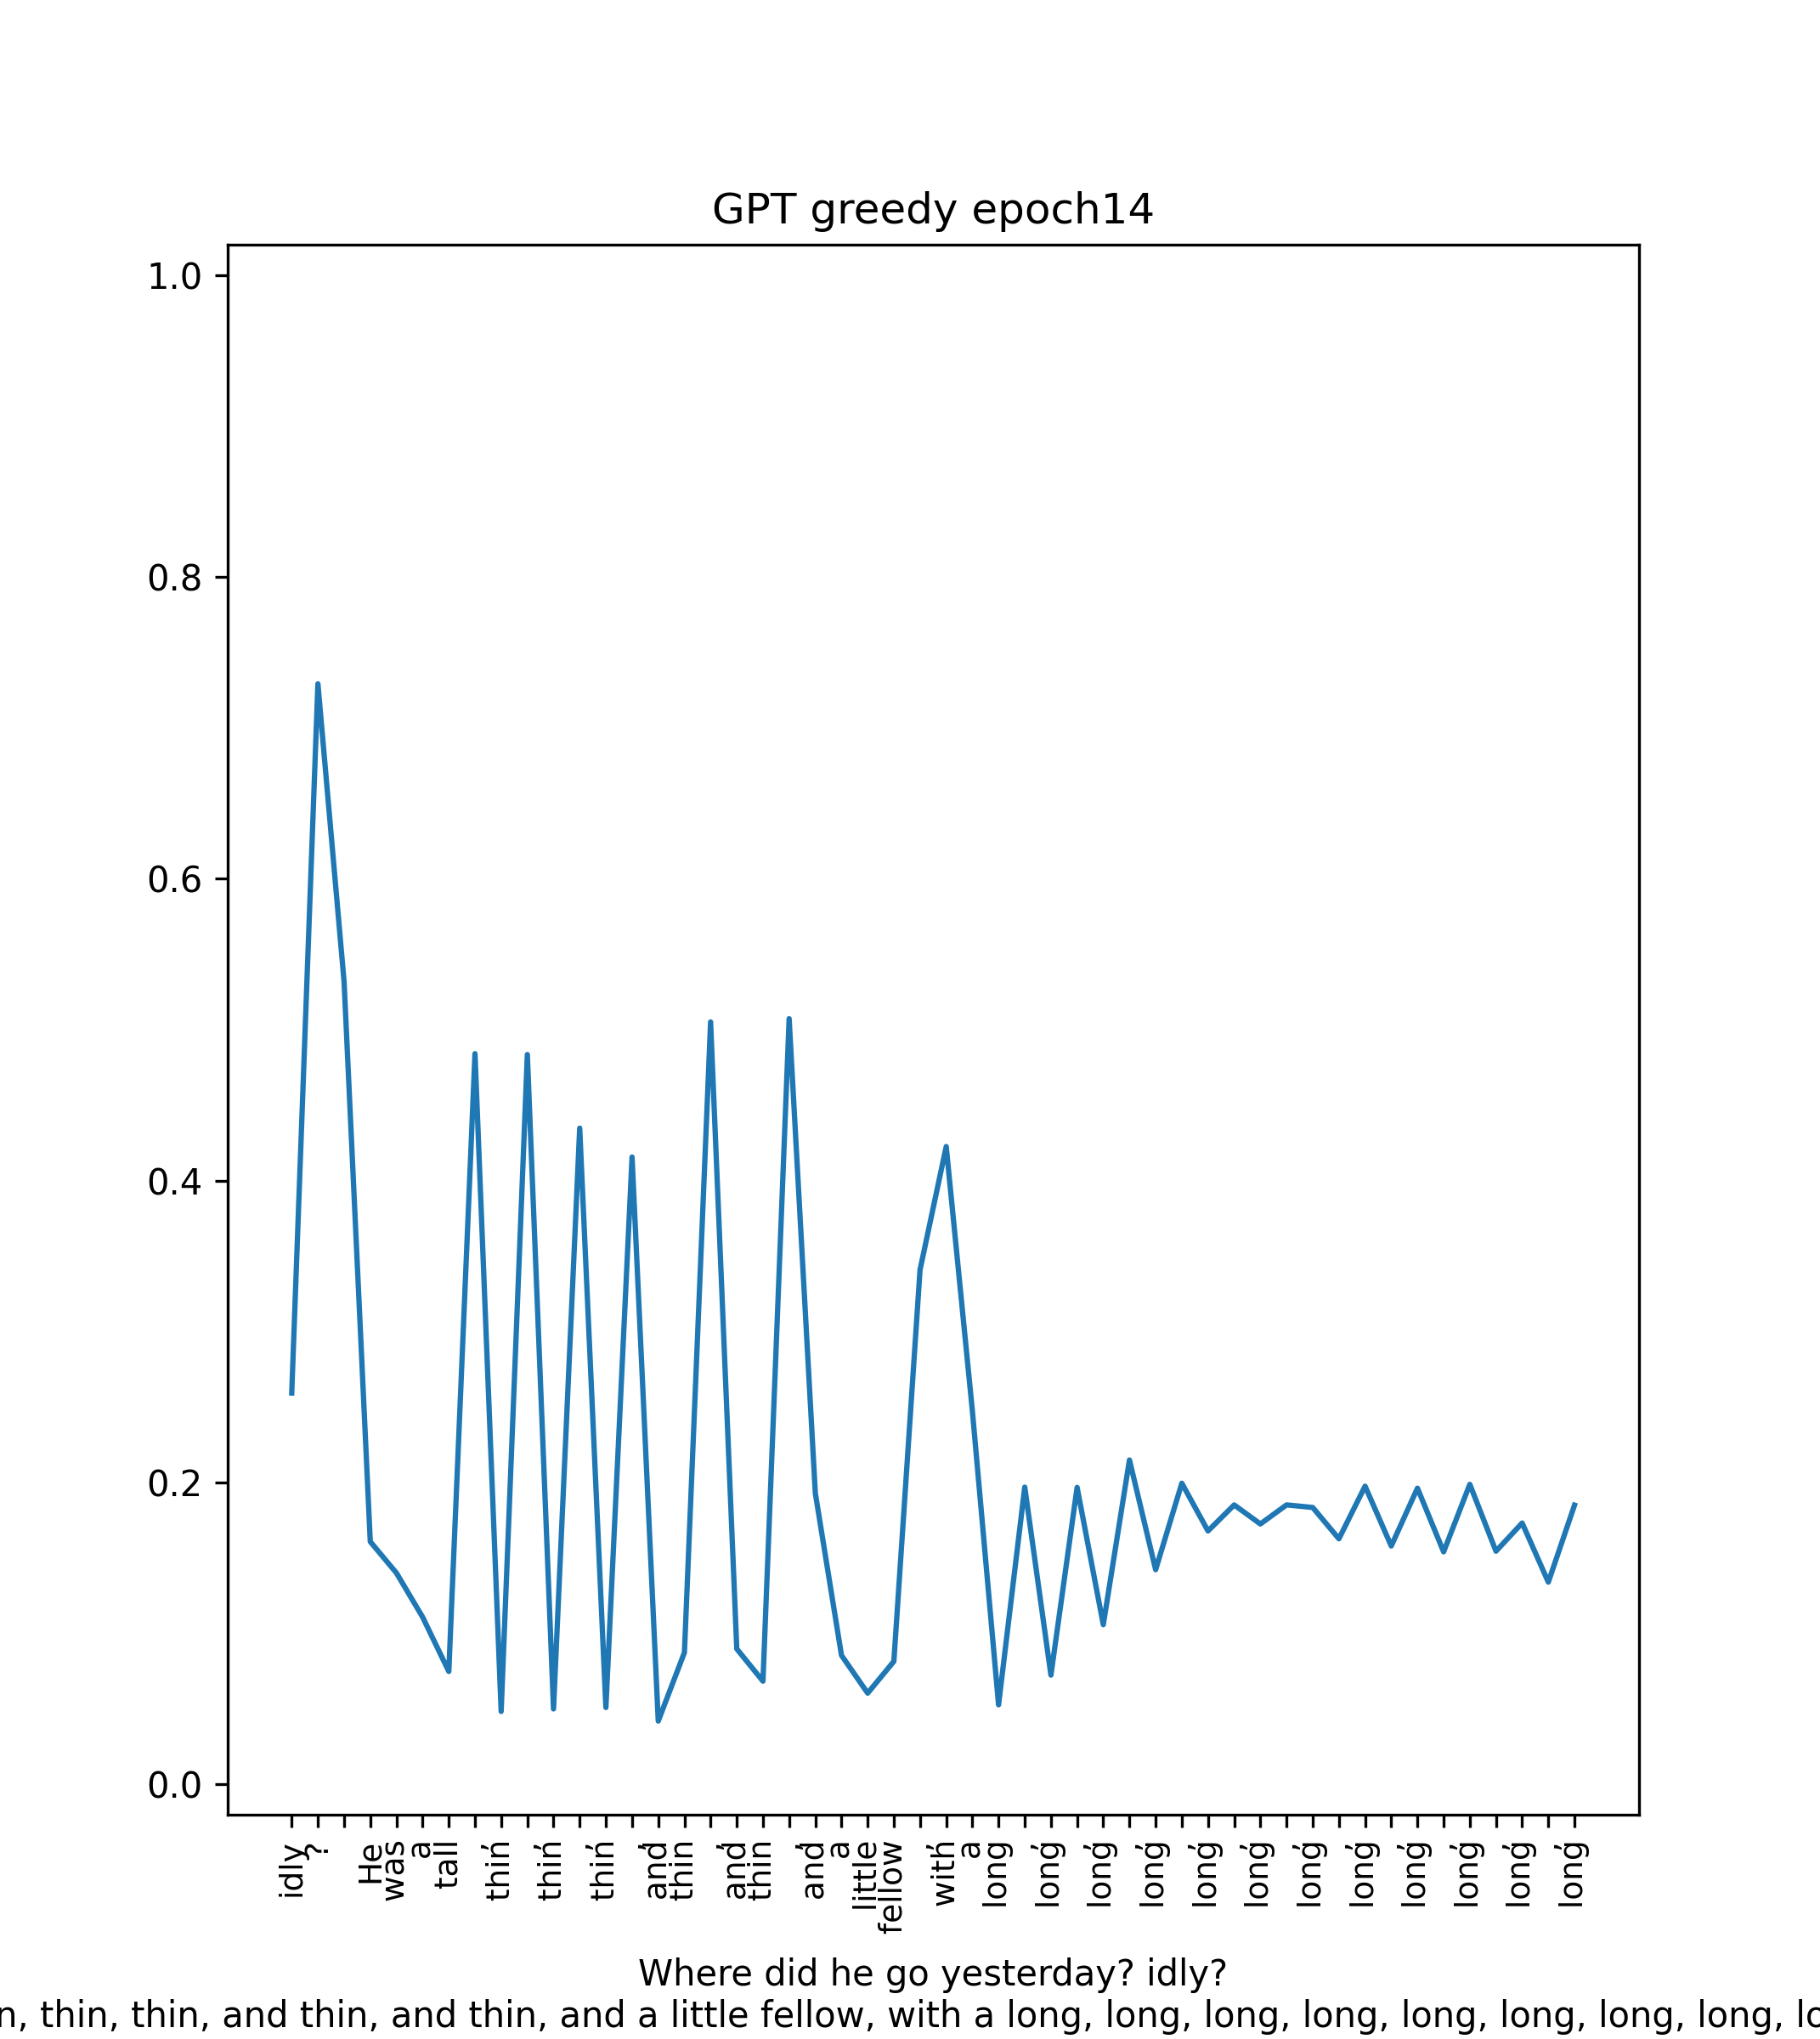 GPT greedy epoch14
1.0
0.8
0.6
0.4
0.2
0.0
idly
?
He
was
a
tall
,
thin
,
thin
,
thin
,
and
thin
,
and
thin
,
and
a
little
fellow
,
with
a
long
,
long
,
long
,
long
,
long
,
long
,
long
,
long
,
long
,
long
,
long
,
long
Where did he go yesterday? idly?
n, thin, thin, and thin, and thin, and a little fellow, with a long, long, long, long, long, long, long, long, lo